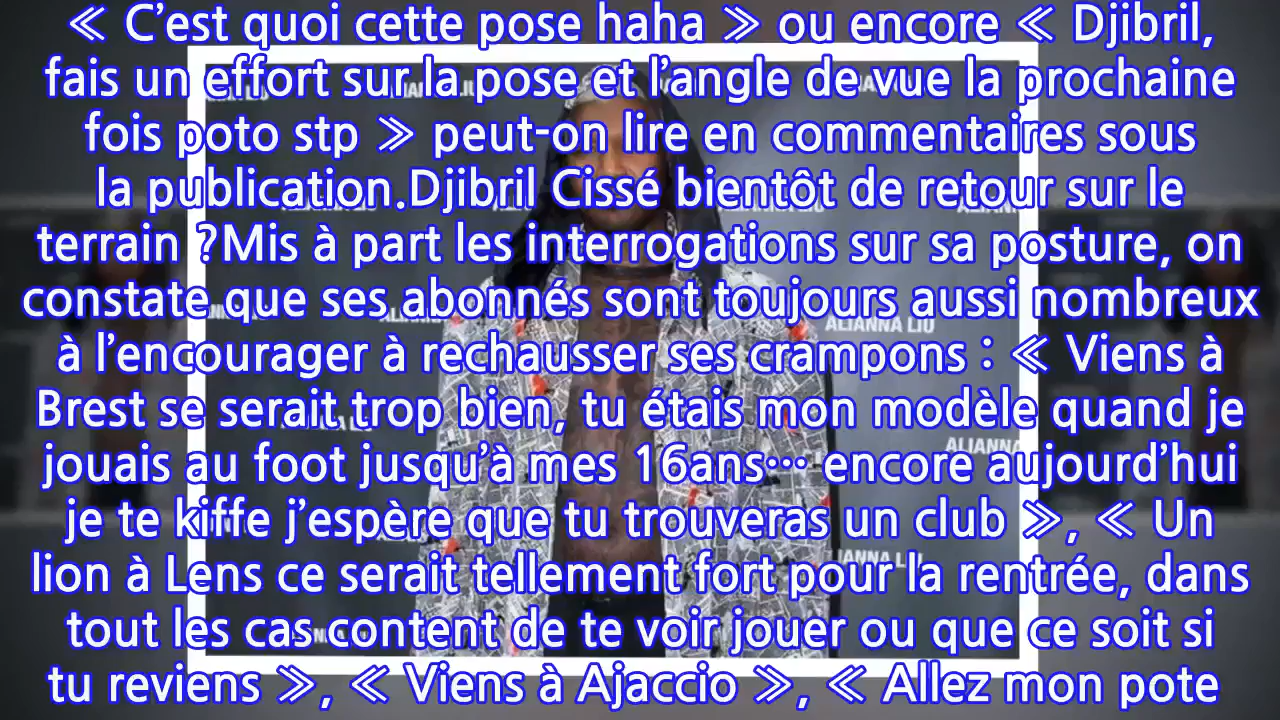 ≪ C’est quoi cette pose haha ≫ ou encore ≪ Djibril,
fais un effort sur la pose et l’angle de vue la prochaine
fois poto stp ≫ peut-on lire en commentaires sous
la publication.Djibril Cissé bientôt de retour sur le
terrain ?Mis à part les interrogations sur sa posture, on
constate que ses abonnés sont toujours aussi nombreux
à l’encourager à rechausser ses crampons : ≪ Viens à
Brest se serait trop bien, tu étais mon modèle quand je
jouais au foot jusqu’à mes 16ans… encore aujourd’hui
je te kiffe j’espère que tu trouveras un club ≫, ≪ Un
lion à Lens ce serait tellement fort pour la rentrée, dans
tout les cas content de te voir jouer ou que ce soit si
tu reviens ≫, ≪ Viens à Ajaccio ≫, ≪ Allez mon pote
ALIANNA LIU